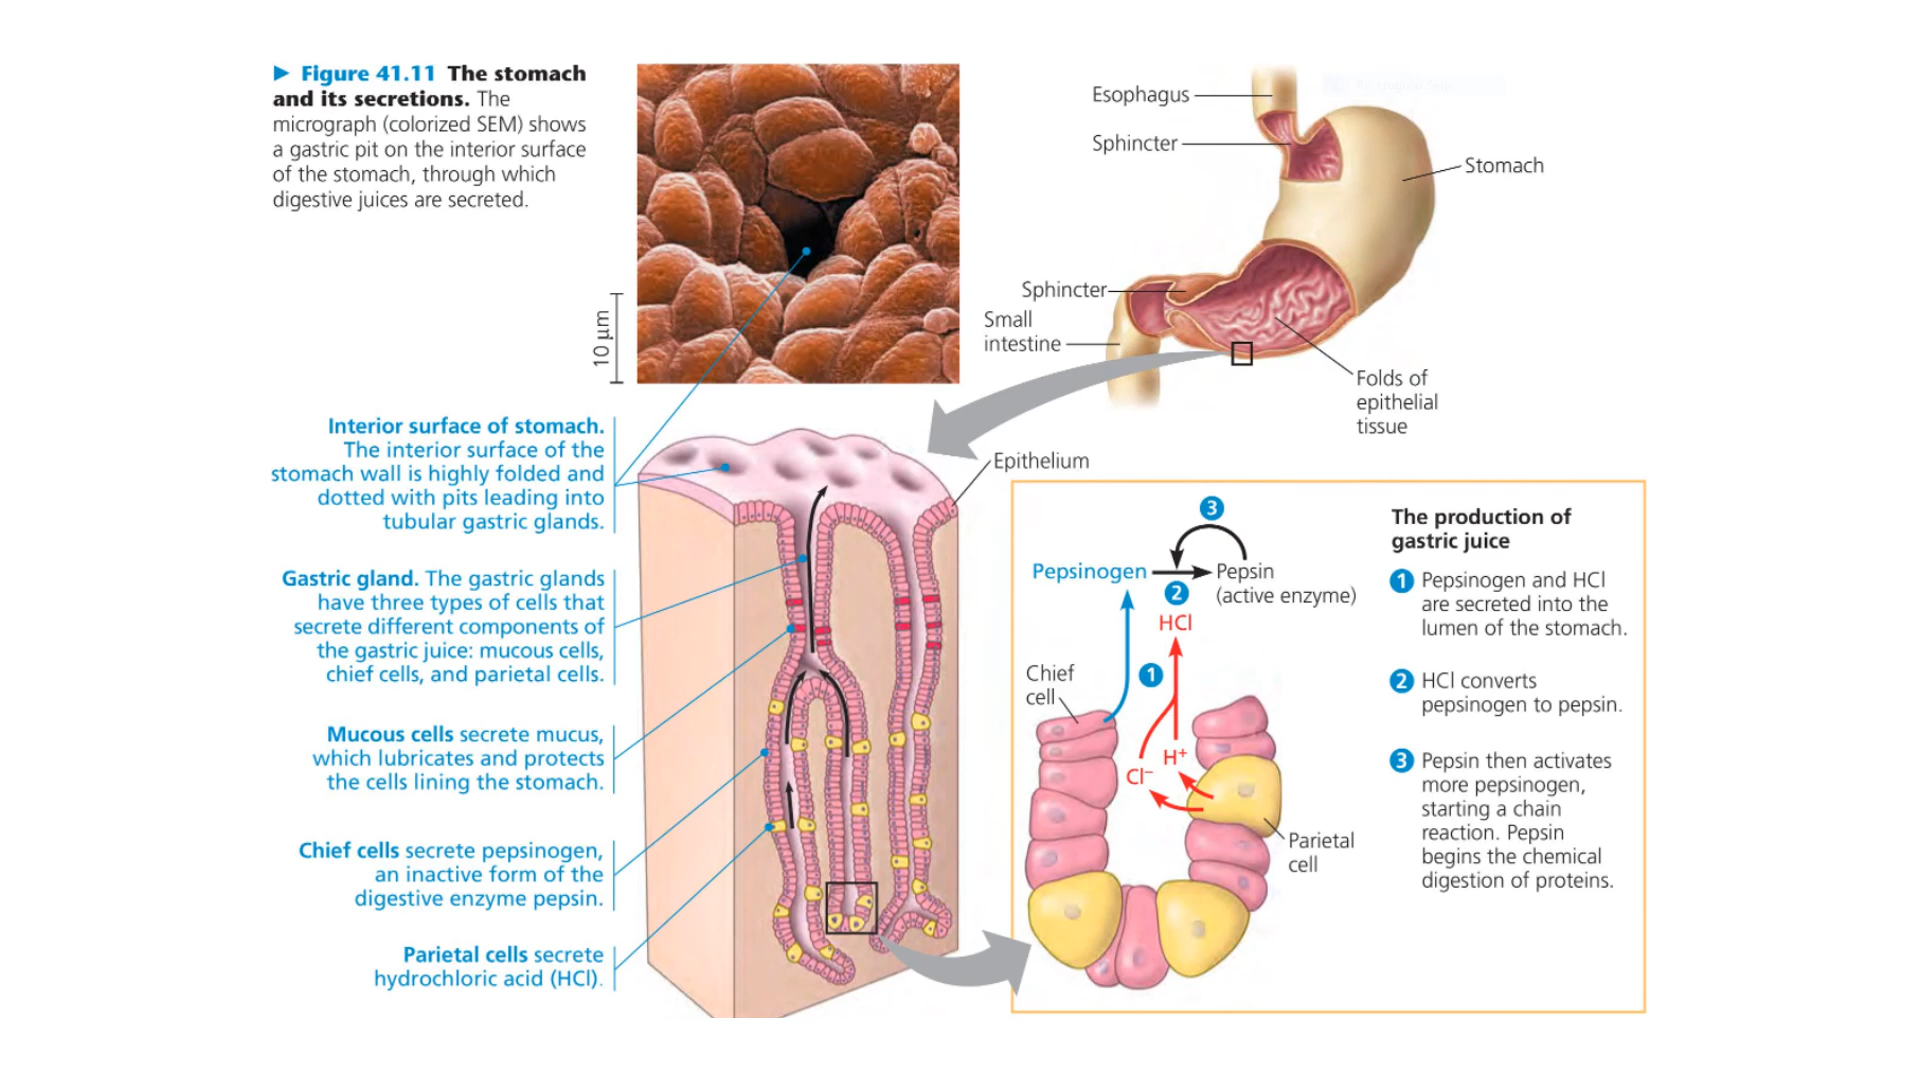 ▶ Figure 41.11 The stomach
and its secretions. The
micrograph (colorized SEM) shows
a gastric pit on the interior surface
of the stomach, through which
digestive juices are secreted.
10 µm
Esophagus
Sphincter
Stomach
Sphincter
Small
intestine
Folds of
epithelial
tissue
Interior surface of stomach.
The interior surface of the
stomach wall is highly folded and
dotted with pits leading into
tubular gastric glands.
Gastric gland. The gastric glands
have three types of cells that
secrete different components of
the gastric juice: mucous cells,
chief cells, and parietal cells.
Mucous cells secrete mucus,
which lubricates and protects
the cells lining the stomach.
Chief cells secrete pepsinogen,
an inactive form of the
digestive enzyme pepsin.
Parietal cells secrete
hydrochloric acid (HCl).
Epithelium
3
Pepsinogen
Pepsin
(active enzyme)
2
HCl
1
Chief
cell
H⁺
Cl⁻
Parietal
cell
The production of
gastric juice
1 Pepsinogen and HCl
are secreted into the
lumen of the stomach.
2 HCl converts
pepsinogen to pepsin.
3 Pepsin then activates
more pepsinogen,
starting a chain
reaction. Pepsin
begins the chemical
digestion of proteins.